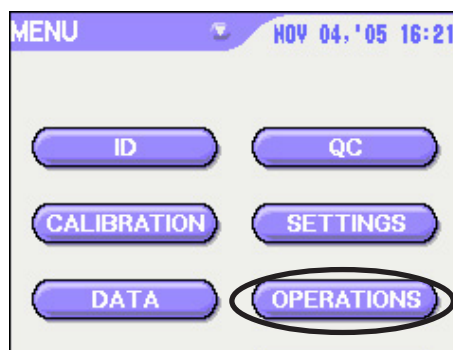 MENU NOV 04,'05 16:21
ID QC
CALIBRATION SETTINGS
DATA OPERATIONS